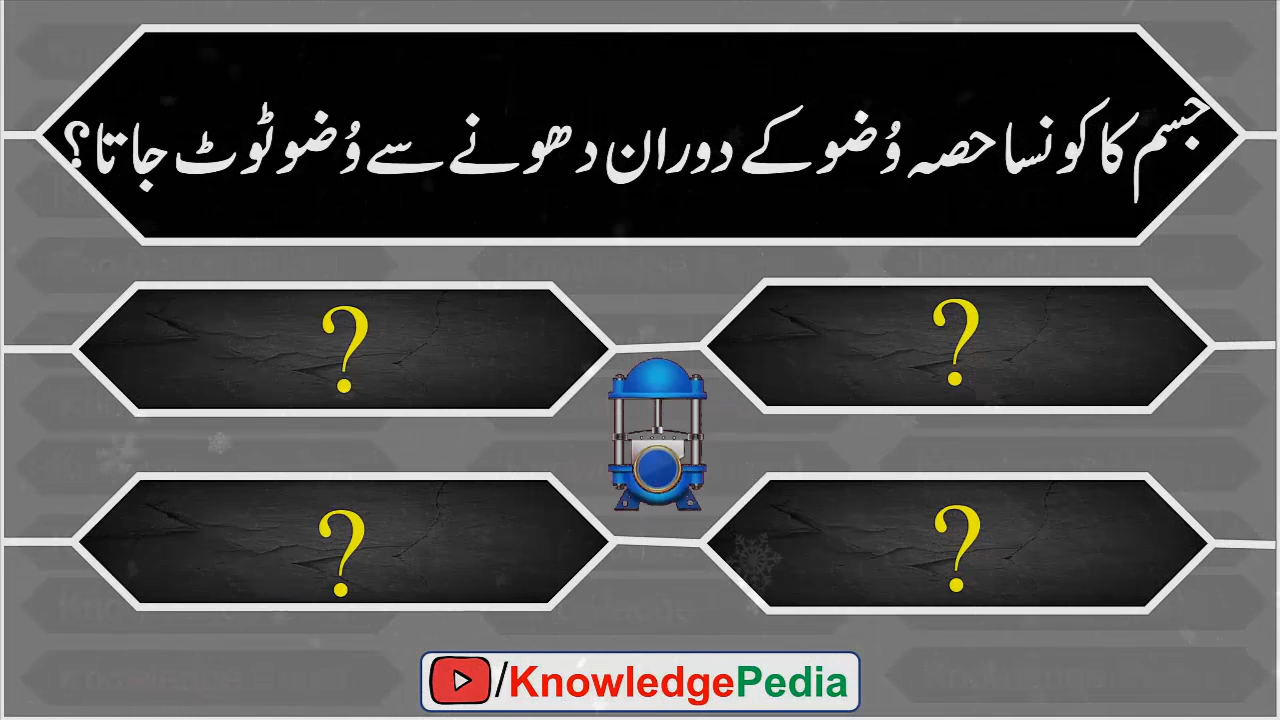 جسم کا کونسا حصہ وُضو کے دوران دھونے سے وُضو ٹوٹ جاتا؟
? ?
? ?
/KnowledgePedia